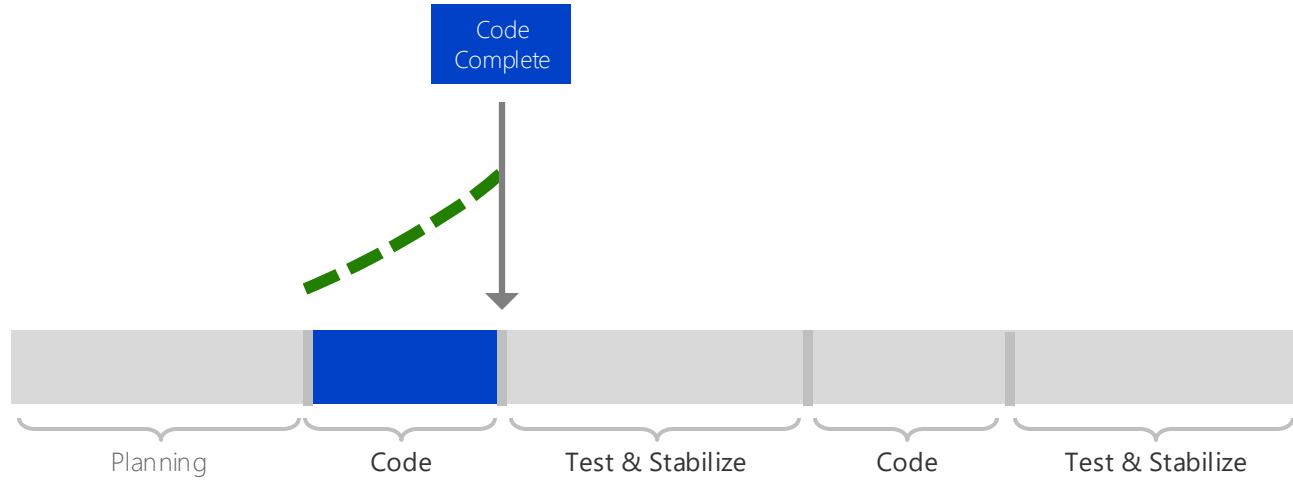 Code
Complete
Planning
Code
Test & Stabilize
Code
Test & Stabilize